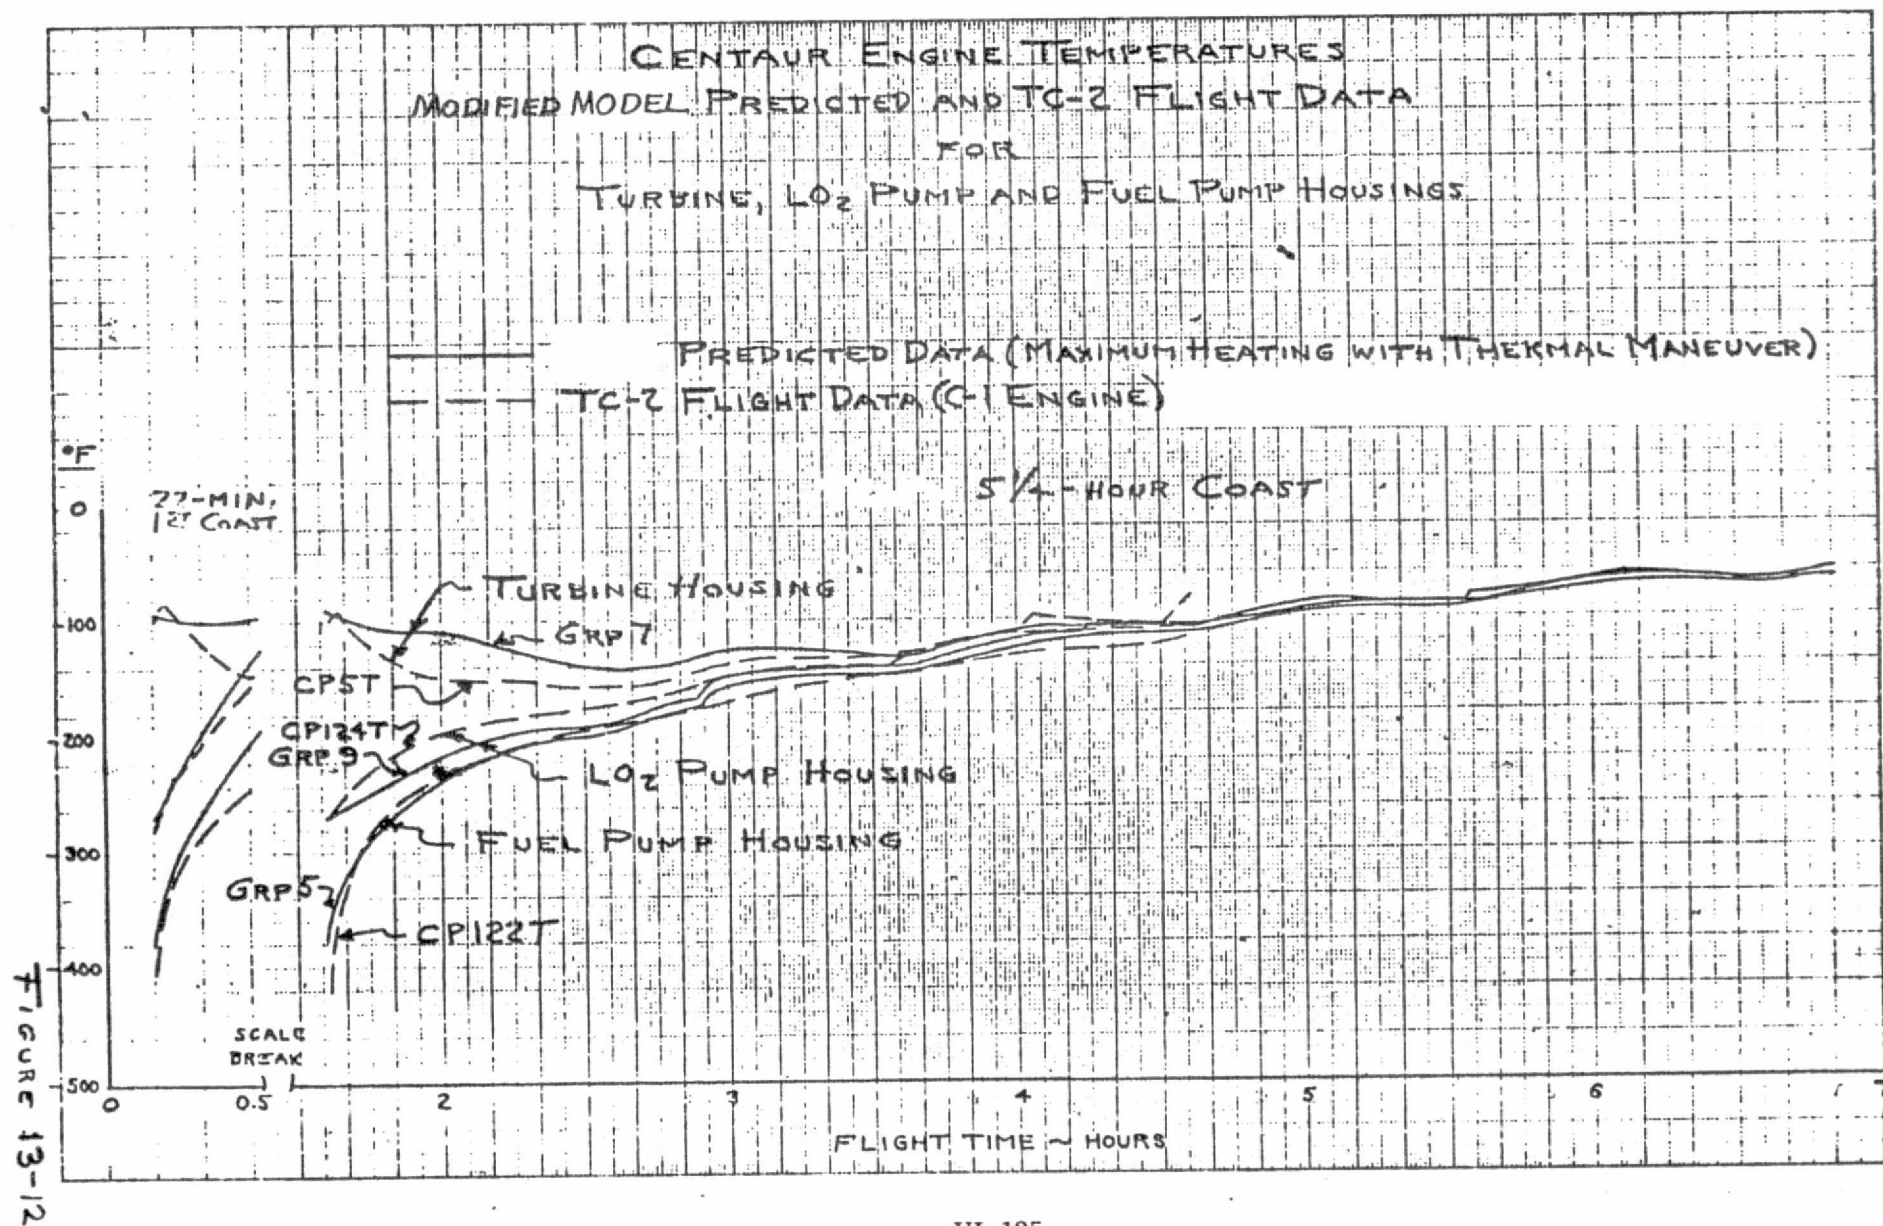 CENTAUR ENGINE TEMPERATURES
MODIFIED MODEL PREDICTED AND TC-2 FLIGHT DATA
FOR
TURBINE, LO2 PUMP AND FUEL PUMP HOUSINGS
PREDICTED DATA (MAXIMUM HEATING WITH THERMAL MANEUVER)
TC-2 FLIGHT DATA (C-1 ENGINE)
°F
22-MIN,
1ST COAST
5 1/4-HOUR COAST
0
TURBINE HOUSING
-100
GRP 7
CP5T
CP124T
-200
GRP 9
LO2 PUMP HOUSING
FUEL PUMP HOUSING
-300
GRP 5
CP122T
-400
SCALE
BREAK
-500
0 0.5 2 3 4 5 6 7
FLIGHT TIME ~ HOURS
FIGURE 13-12